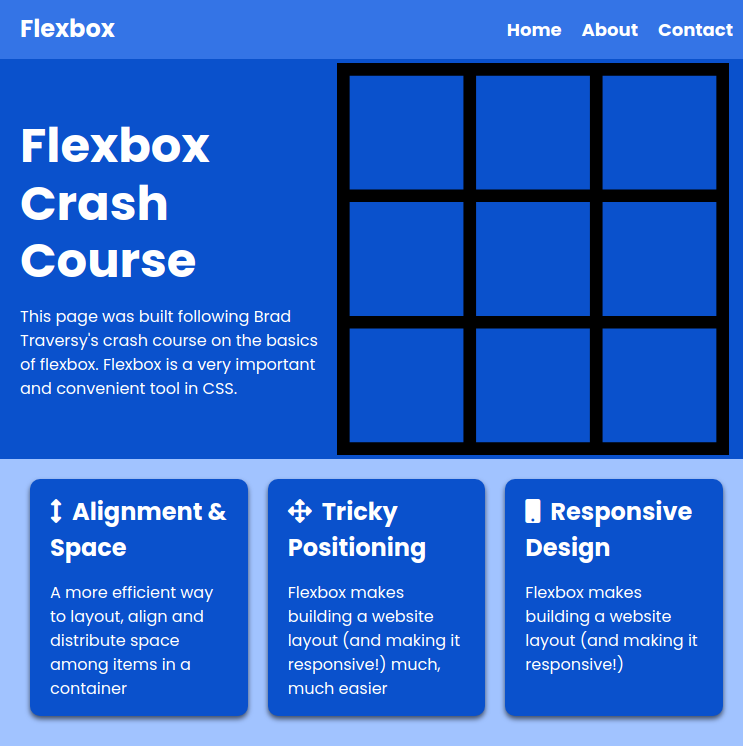 Flexbox
Home About Contact
Flexbox
Crash
Course
This page was built following Brad
Traversy's crash course on the basics
of flexbox. Flexbox is a very important
and convenient tool in CSS.
Alignment &
Space
A more efficient way
to layout, align and
distribute space
among items in a
container
Tricky
Positioning
Flexbox makes
building a website
layout (and making it
responsive!) much,
much easier
Responsive
Design
Flexbox makes
building a website
layout (and making it
responsive!)